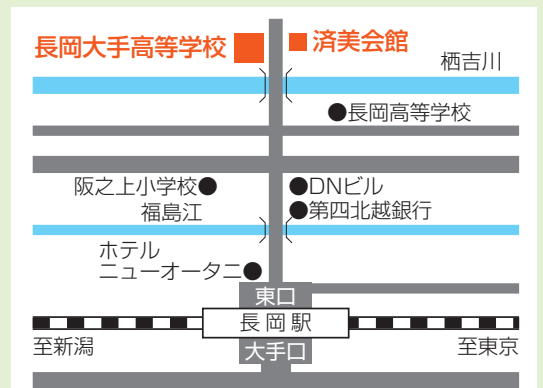 長岡大手高等学校
済美会館
栖吉川
●長岡高等学校
阪之上小学校●
●DNビル
福島江
●第四北越銀行
ホテル
ニューオータニ●
東口
長岡駅
至新潟
大手口
至東京